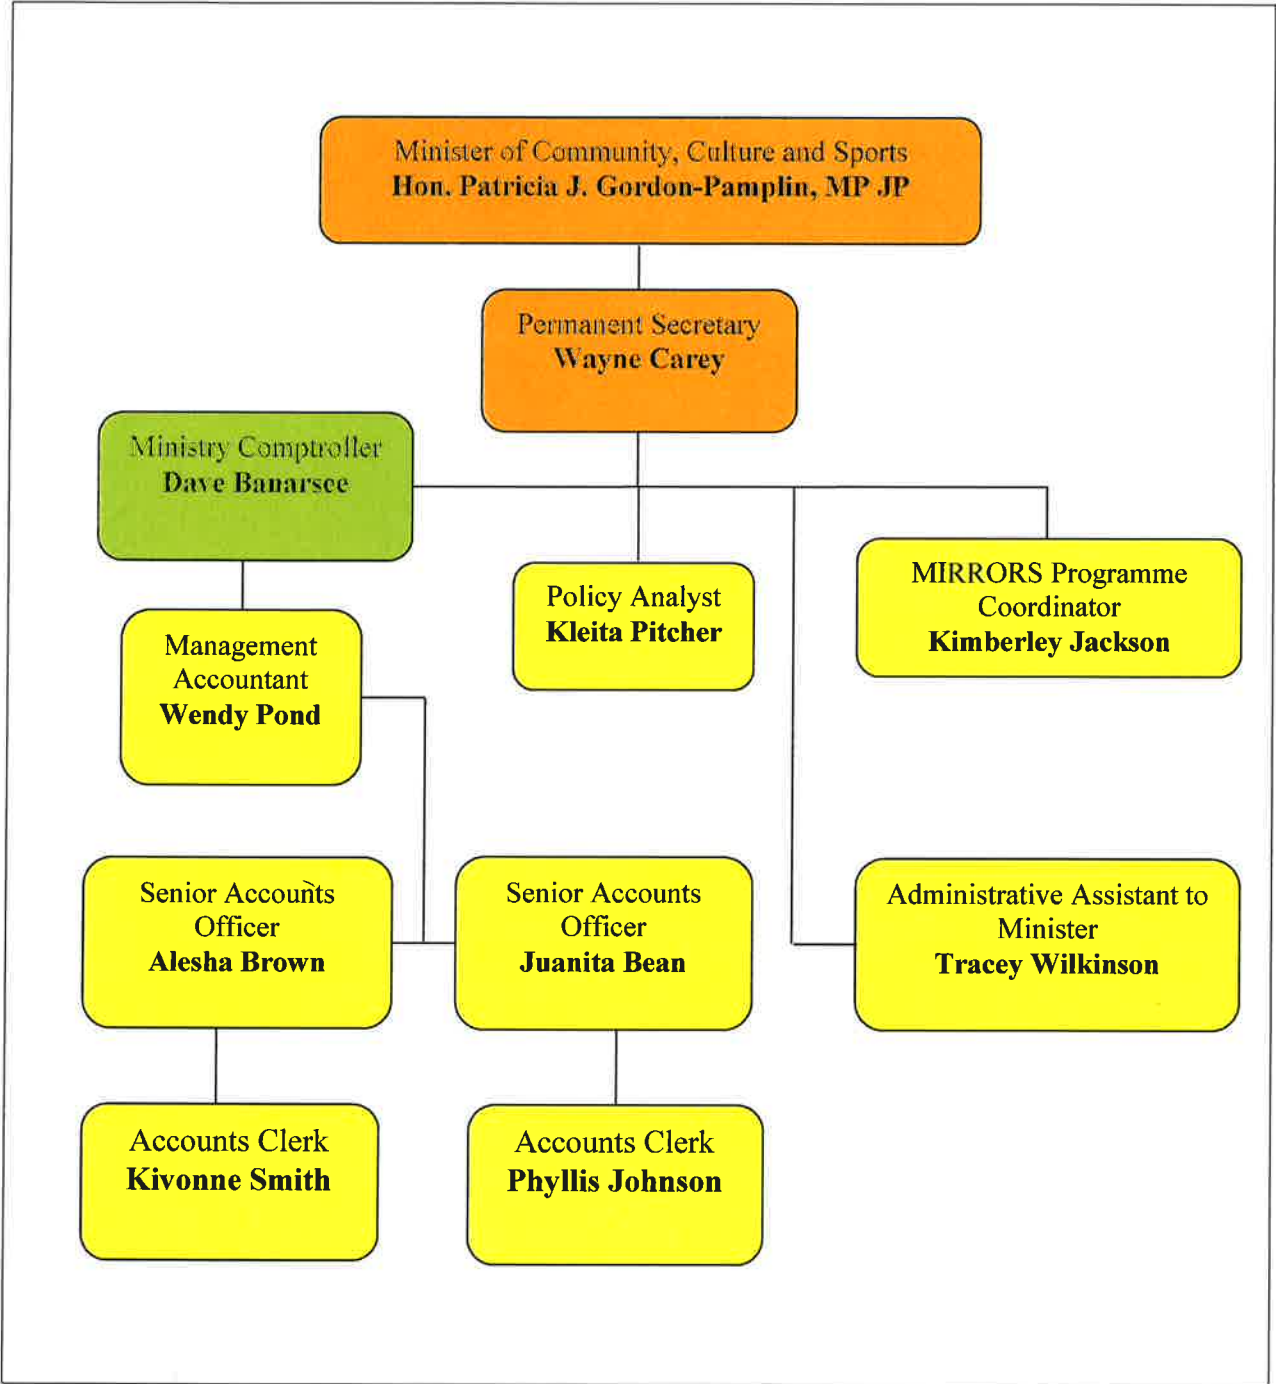 Minister of Community, Culture and Sports
Hon. Patricia J. Gordon-Pamplin, MP JP
Permanent Secretary
Wayne Carey
Ministry Comptroller
Dave Banarsee
Policy Analyst
Kleita Pitcher
MIRRORS Programme
Coordinator
Kimberley Jackson
Management
Accountant
Wendy Pond
Senior Accounts
Officer
Alesha Brown
Senior Accounts
Officer
Juanita Bean
Administrative Assistant to
Minister
Tracey Wilkinson
Accounts Clerk
Kivonne Smith
Accounts Clerk
Phyllis Johnson